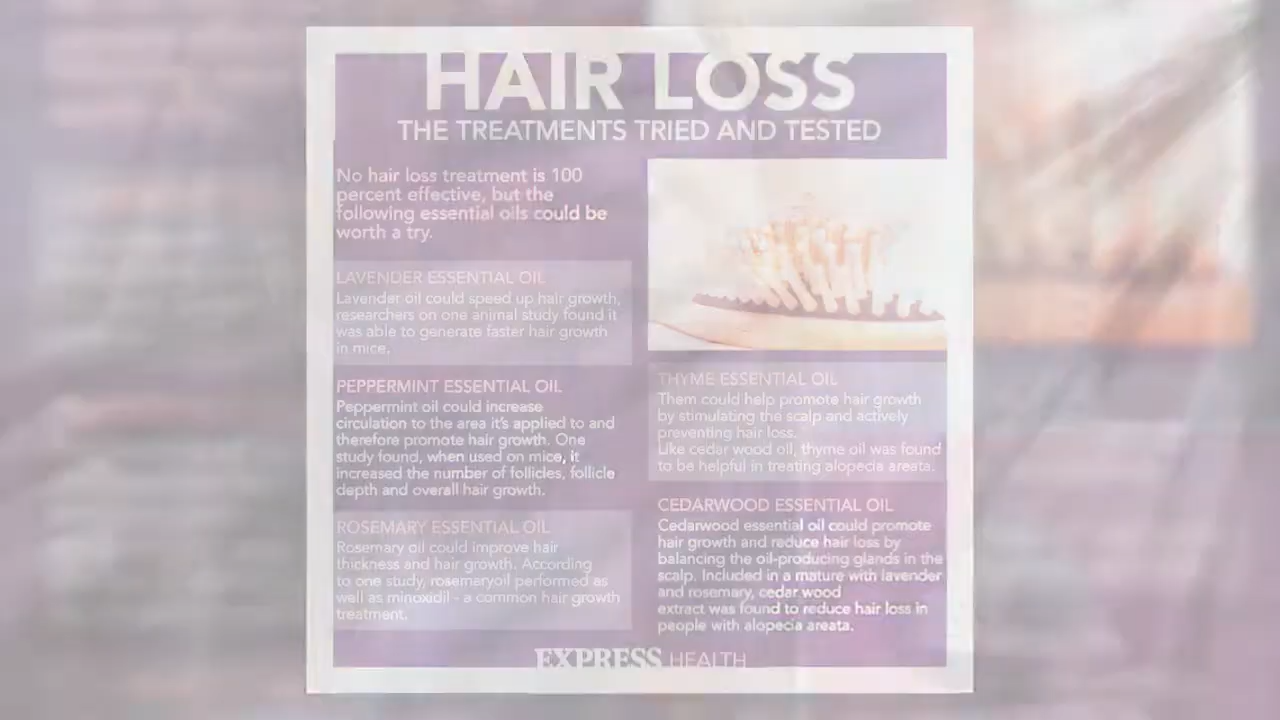 HAIR LOSS
THE TREATMENTS TRIED AND TESTED
No hair loss treatment is 100
percent effective, but the
following essential oils could be
worth a try.
LAVENDER ESSENTIAL OIL
Lavender oil could speed up hair growth,
researchers on one animal study found it
was able to generate faster hair growth
in mice.
PEPPERMINT ESSENTIAL OIL
Peppermint oil could increase
circulation to the area it's applied to and
therefore promote hair growth. One
study found, when used on mice, it
increased the number of follicles, follicle
depth and overall hair growth.
ROSEMARY ESSENTIAL OIL
Rosemary oil could improve hair
thickness and hair growth. According
to one study, rosemaryoil performed as
well as minoxidil - a common hair growth
treatment.
THYME ESSENTIAL OIL
Them could help promote hair growth
by stimulating the scalp and actively
preventing hair loss.
Like cedar wood oil, thyme oil was found
to be helpful in treating alopecia areata.
CEDARWOOD ESSENTIAL OIL
Cedarwood essential oil could promote
hair growth and reduce hair loss by
balancing the oil-producing glands in the
scalp. Included in a mature with lavender
and rosemary, cedar wood
extract was found to reduce hair loss in
people with alopecia areata.
EXPRESS HEALTH